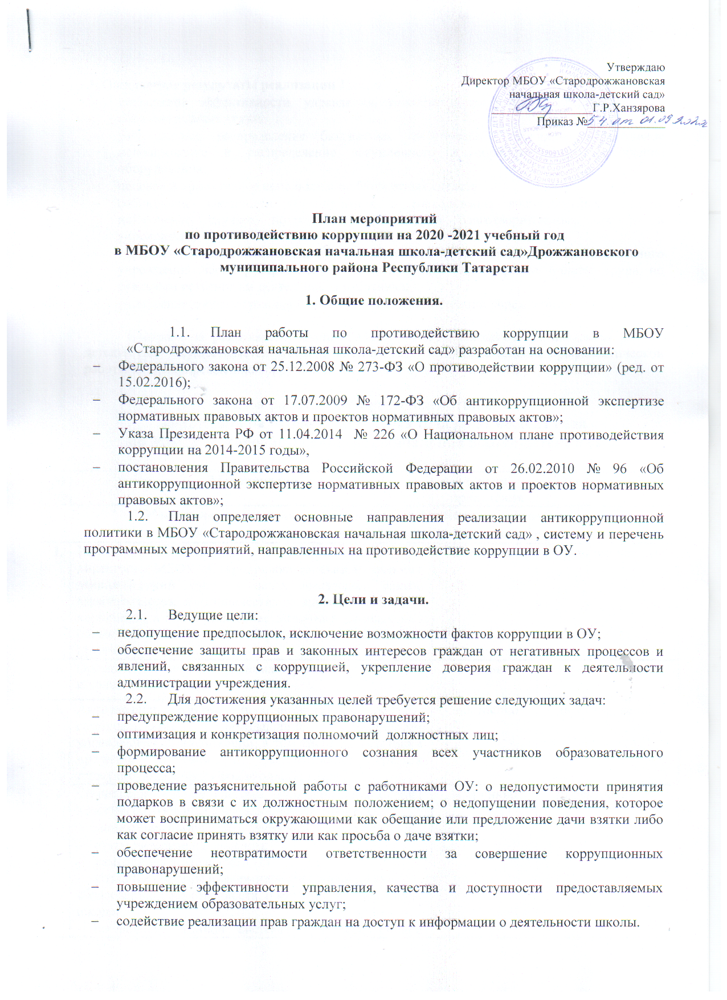 Утверждаю
Директор МБОУ «Стародрожжановская
начальная школа-детский сад»
Г.Р.Ханзярова
Приказ № 54 от 01.09.2020
План мероприятий
по противодействию коррупции на 2020 -2021 учебный год
в МБОУ «Стародрожжановская начальная школа-детский сад»Дрожжановского
муниципального района Республики Татарстан
1. Общие положения.
1.1. План работы по противодействию коррупции в МБОУ
«Стародрожжановская начальная школа-детский сад» разработан на основании:
– Федерального закона от 25.12.2008 № 273-ФЗ «О противодействии коррупции» (ред. от
15.02.2016);
– Федерального закона от 17.07.2009 № 172-ФЗ «Об антикоррупционной экспертизе
нормативных правовых актов и проектов нормативных правовых актов»;
– Указа Президента РФ от 11.04.2014 № 226 «О Национальном плане противодействия
коррупции на 2014-2015 годы»,
– постановления Правительства Российской Федерации от 26.02.2010 № 96 «Об
антикоррупционной экспертизе нормативных правовых актов и проектов нормативных
правовых актов»;
1.2. План определяет основные направления реализации антикоррупционной
политики в МБОУ «Стародрожжановская начальная школа-детский сад» , систему и перечень
программных мероприятий, направленных на противодействие коррупции в ОУ.
2. Цели и задачи.
2.1. Ведущие цели:
– недопущение предпосылок, исключение возможности фактов коррупции в ОУ;
– обеспечение защиты прав и законных интересов граждан от негативных процессов и
явлений, связанных с коррупцией, укрепление доверия граждан к деятельности
администрации учреждения.
2.2. Для достижения указанных целей требуется решение следующих задач:
– предупреждение коррупционных правонарушений;
– оптимизация и конкретизация полномочий должностных лиц;
– формирование антикоррупционного сознания всех участников образовательного
процесса;
– проведение разъяснительной работы с работниками ОУ: о недопустимости принятия
подарков в связи с их должностным положением; о недопущении поведения, которое
может восприниматься окружающими как обещание или предложение дачи взятки либо
как согласие принять взятку или как просьба о даче взятки;
– обеспечение неотвратимости ответственности за совершение коррупционных
правонарушений;
– повышение эффективности управления, качества и доступности предоставляемых
учреждением образовательных услуг;
– содействие реализации прав граждан на доступ к информации о деятельности школы.